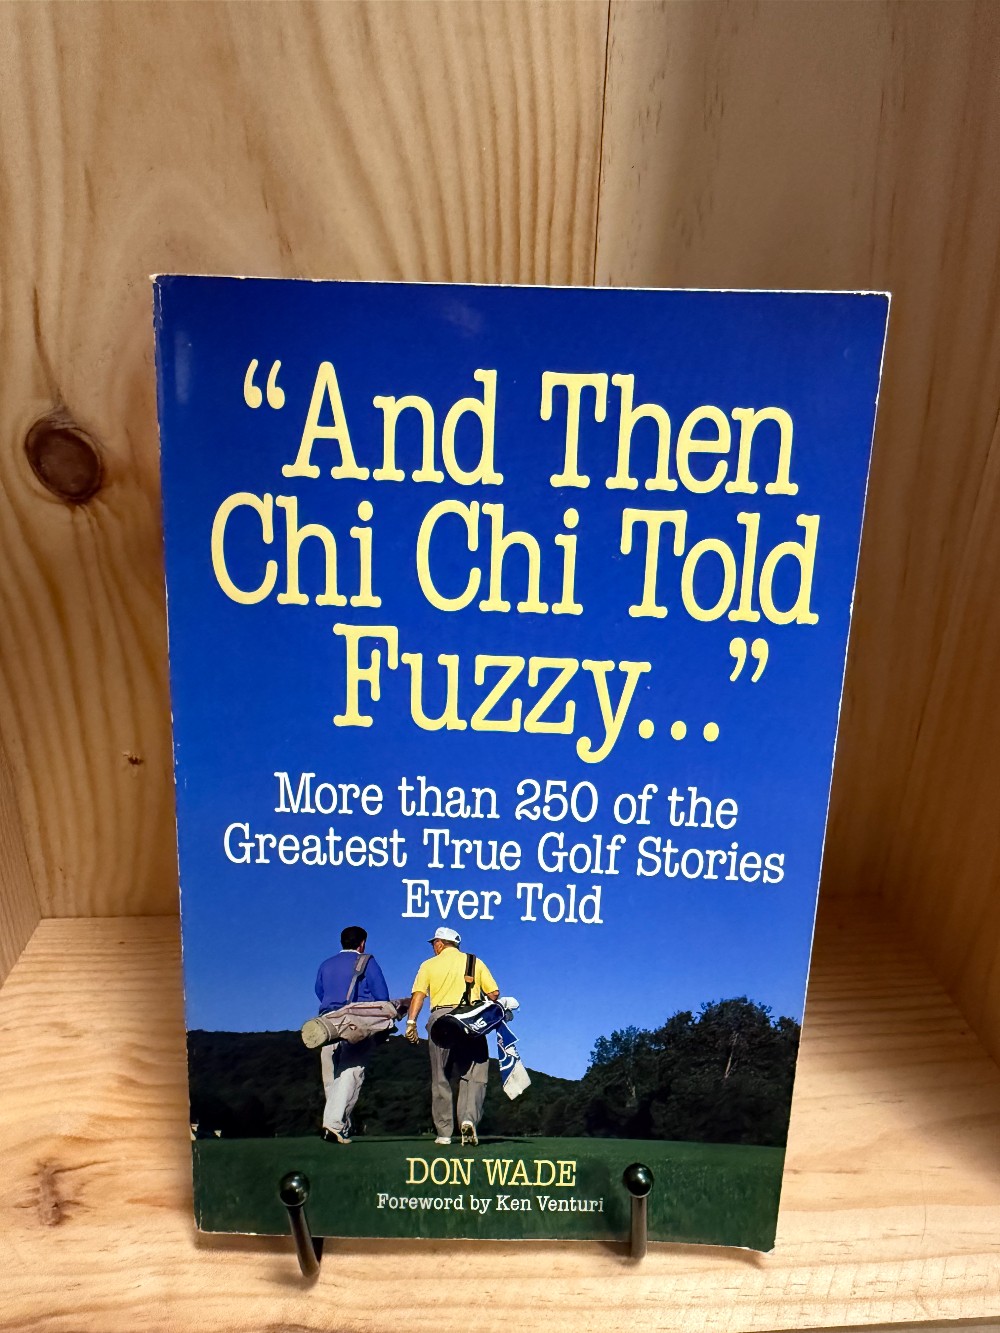 “And Then
Chi Chi Told
Fuzzy...”
More than 250 of the
Greatest True Golf Stories
Ever Told
PING
DON WADE
Foreword by Ken Venturi